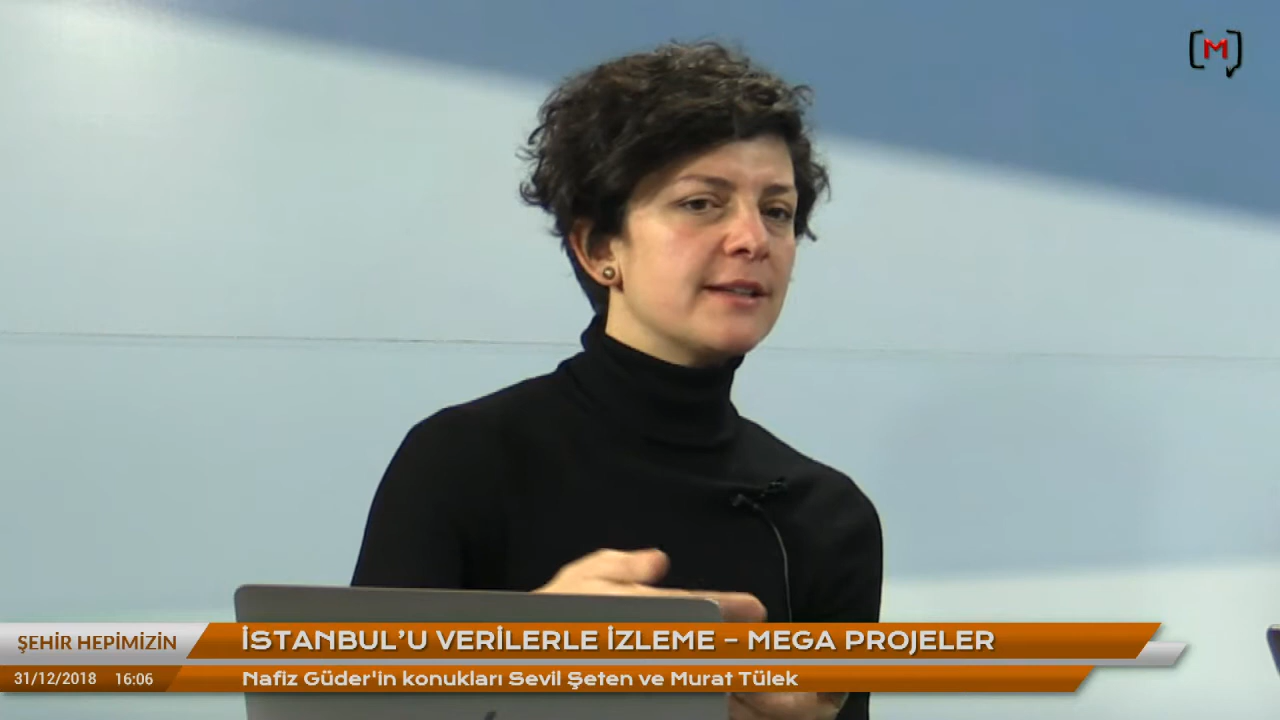 M
ŞEHİR HEPİMİZİN
İSTANBUL'U VERİLERLE İZLEME – MEGA PROJELER
31/12/2018 16:06
Nafiz Güder'in konukları Sevil Şeten ve Murat Tülek